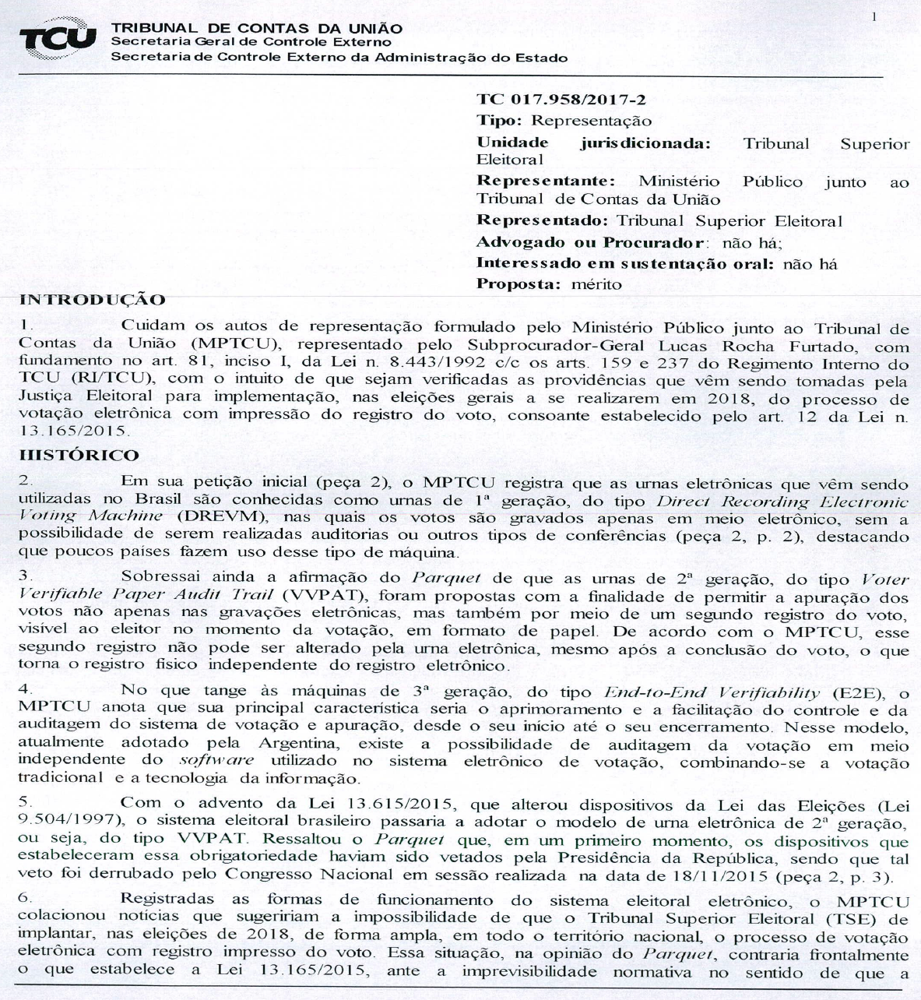 1
TCU
TRIBUNAL DE CONTAS DA UNIÃO
Secretaria Geral de Controle Externo
Secretaria de Controle Externo da Administração do Estado
TC 017.958/2017-2
Tipo: Representação
Unidade jurisdicionada: Tribunal Superior
Eleitoral
Representante: Ministério Público junto ao
Tribunal de Contas da União
Representado: Tribunal Superior Eleitoral
Advogado ou Procurador: não há;
Interessado em sustentação oral: não há
Proposta: mérito
INTRODUÇÃO
1. Cuidam os autos de representação formulado pelo Ministério Público junto ao Tribunal de
Contas da União (MPTCU), representado pelo Subprocurador-Geral Lucas Rocha Furtado, com
fundamento no art. 81, inciso I, da Lei n. 8.443/1992 c/c os arts. 159 e 237 do Regimento Interno do
TCU (RI/TCU), com o intuito de que sejam verificadas as providências que vêm sendo tomadas pela
Justiça Eleitoral para implementação, nas eleições gerais a se realizarem em 2018, do processo de
votação eletrônica com impressão do registro do voto, consoante estabelecido pelo art. 12 da Lei n.
13.165/2015.
HISTÓRICO
2. Em sua petição inicial (peça 2), o MPTCU registra que as urnas eletrônicas que vêm sendo
utilizadas no Brasil são conhecidas como urnas de 1ª geração, do tipo Direct Recording Electronic
Voting Machine (DREVM), nas quais os votos são gravados apenas em meio eletrônico, sem a
possibilidade de serem realizadas auditorias ou outros tipos de conferências (peça 2, p. 2), destacando
que poucos países fazem uso desse tipo de máquina.
3. Sobressai ainda a afirmação do Parquet de que as urnas de 2ª geração, do tipo Voter
Verifiable Paper Audit Trail (VVPAT), foram propostas com a finalidade de permitir a apuração dos
votos não apenas nas gravações eletrônicas, mas também por meio de um segundo registro do voto,
visível ao eleitor no momento da votação, em formato de papel. De acordo com o MPTCU, esse
segundo registro não pode ser alterado pela urna eletrônica, mesmo após a conclusão do voto, o que
torna o registro físico independente do registro eletrônico.
4. No que tange às máquinas de 3ª geração, do tipo End-to-End Verifiability (E2E), o
MPTCU anota que sua principal característica seria o aprimoramento e a facilitação do controle e da
auditagem do sistema de votação e apuração, desde o seu início até o seu encerramento. Nesse modelo,
atualmente adotado pela Argentina, existe a possibilidade de auditagem da votação em meio
independente do software utilizado no sistema eletrônico de votação, combinando-se a votação
tradicional e a tecnologia da informação.
5. Com o advento da Lei 13.615/2015, que alterou dispositivos da Lei das Eleições (Lei
9.504/1997), o sistema eleitoral brasileiro passaria a adotar o modelo de urna eletrônica de 2ª geração,
ou seja, do tipo VVPAT. Ressaltou o Parquet que, em um primeiro momento, os dispositivos que
estabeleceram essa obrigatoriedade haviam sido vetados pela Presidência da República, sendo que tal
veto foi derrubado pelo Congresso Nacional em sessão realizada na data de 18/11/2015 (peça 2, p. 3).
6. Registradas as formas de funcionamento do sistema eleitoral eletrônico, o MPTCU
colacionou notícias que sugeririam a impossibilidade de que o Tribunal Superior Eleitoral (TSE) de
implantar, nas eleições de 2018, de forma ampla, em todo o território nacional, o processo de votação
eletrônica com registro impresso do voto. Essa situação, na opinião do Parquet, contraria frontalmente
o que estabelece a Lei 13.165/2015, ante a imprevisibilidade normativa no sentido de que a